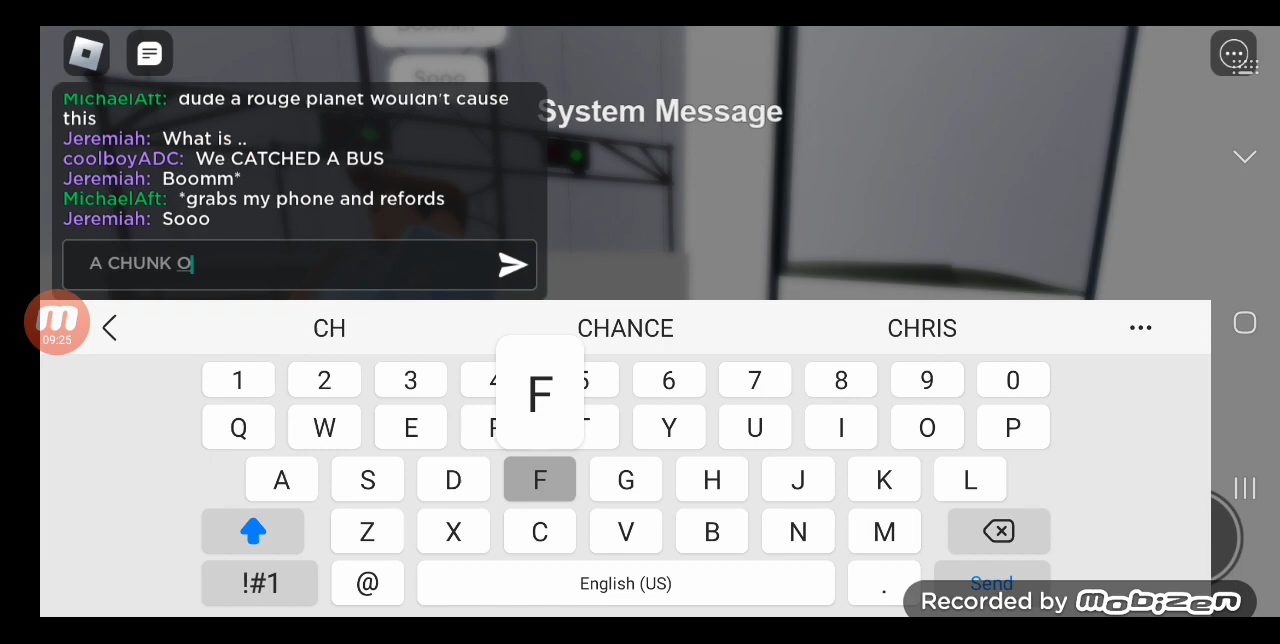 Sooo
System Message
MichaelAft: dude a rouge planet wouldn't cause
this
Jeremiah: What is ..
coolboyADC: We CATCHED A BUS
Jeremiah: Boomm*
MichaelAft: *grabs my phone and refords
Jeremiah: Sooo
A CHUNK O
09:25
CH CHANCE CHRIS
F
1 2 3 4 5 6 7 8 9 0
Q W E R T Y U I O P
A S D F G H J K L
Z X C V B N M
!#1 @ English (US) . Send
Recorded by mobizen